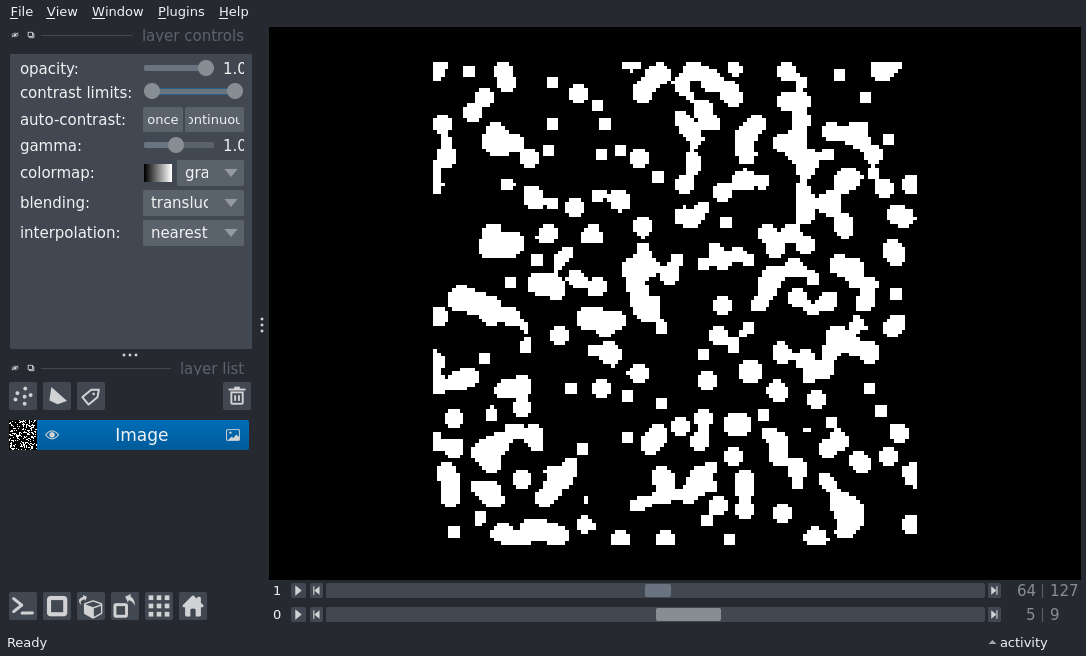 File View Window Plugins Help
layer controls
opacity: 1.0
contrast limits:
auto-contrast: once ontinuou
gamma: 1.0
colormap: gra
blending: transluc
interpolation: nearest
layer list
Image
1 64 | 127
0 5 | 9
Ready activity